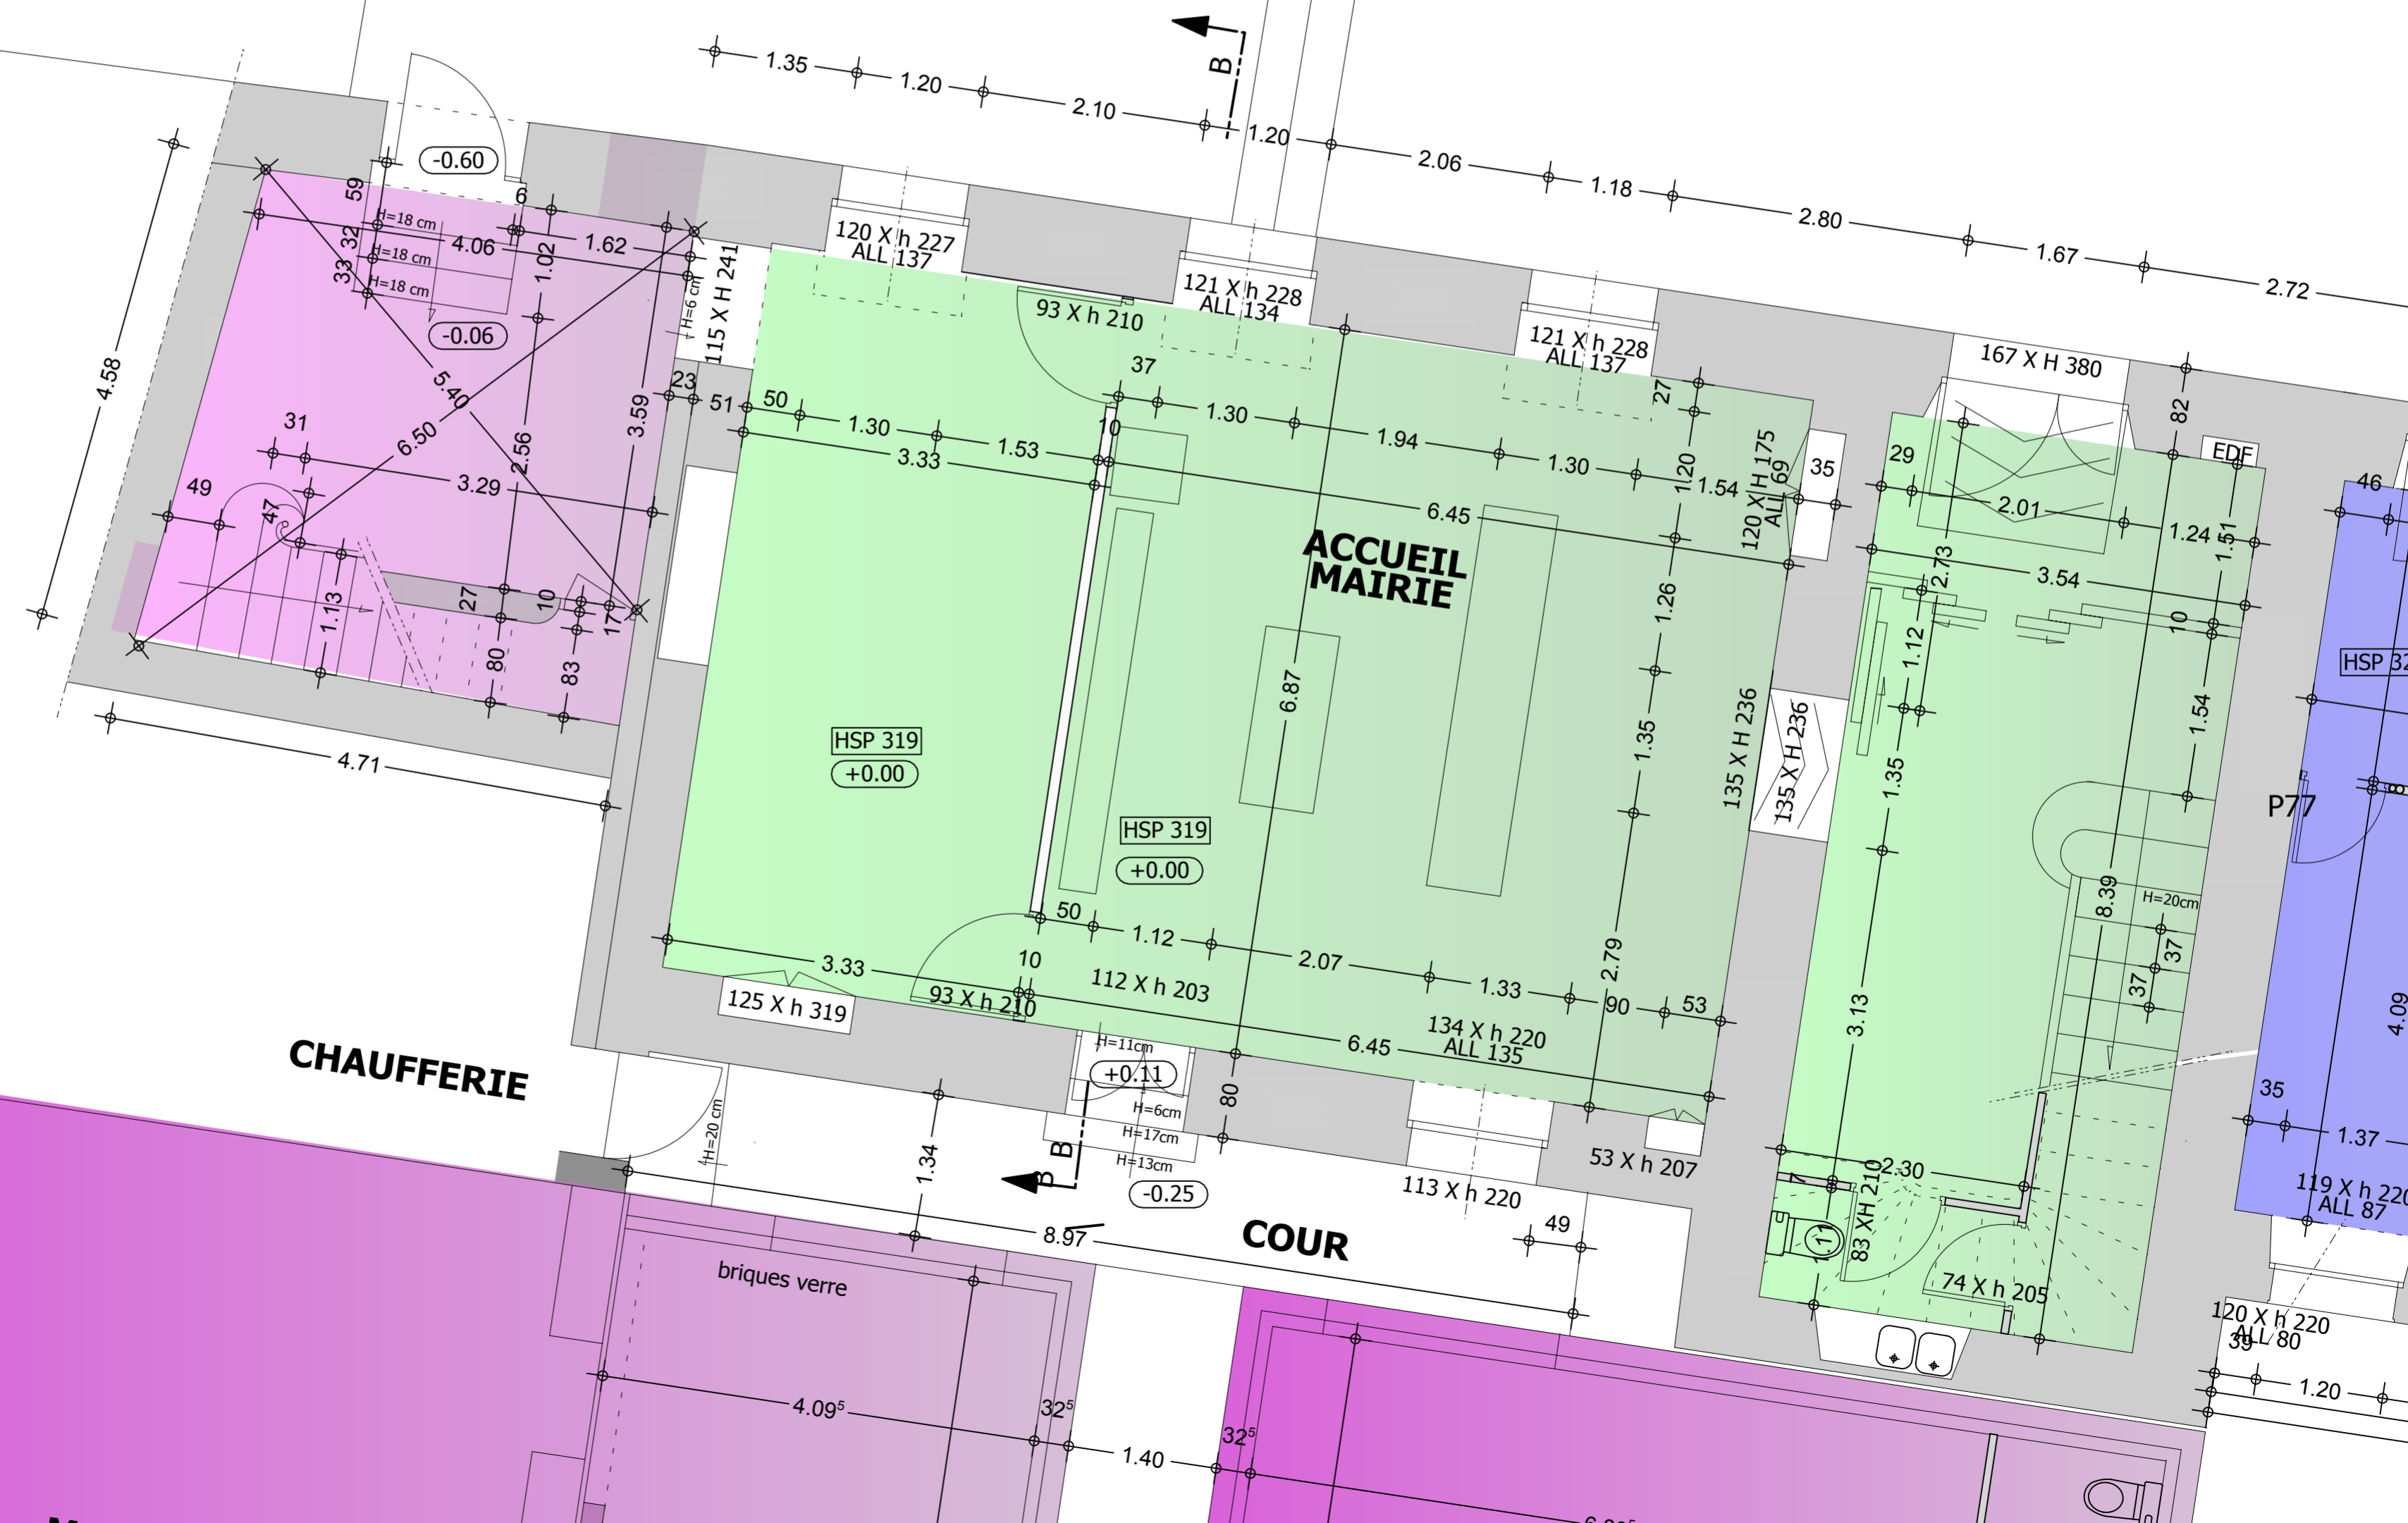 B
1.35
1.20
2.10
1.20
2.06
1.18
2.80
1.67
2.72
-0.60
59
6
H=18 cm
32
4.06
1.62
1.02
H=18 cm
33
H=18 cm
-0.06
4.58
5.40
6.50
3.59
2.56
31
3.29
49
47
1.13
27
10
17
80
83
4.71
H=6 cm
115 X H 241
23
51
120 X h 227
ALL 137
121 X h 228
ALL 134
121 X h 228
ALL 137
93 X h 210
37
50
1.30
1.53
10
3.33
1.30
1.94
1.30
1.54
6.45
27
1.20
120 X H 175
ALL 69
35
ACCUEIL
MAIRIE
6.87
1.26
1.35
2.79
135 X H 236
135 X H 236
HSP 319
+0.00
HSP 319
+0.00
50
1.12
2.07
1.33
90
53
3.33
10
6.45
125 X h 319
93 X h 210
112 X h 203
134 X h 220
ALL 135
53 X h 207
113 X h 220
167 X H 380
82
EDF
29
2.01
1.24
1.51
3.54
2.73
1.12
10
1.54
1.35
8.39
H=20cm
37
37
3.13
2.30
7
83 XH 210
1.11
74 X h 205
46
HSP 32
P77
8
4.09
35
1.37
119 X h 220
ALL 87
120 X h 220
ALL 80
39
1.20
CHAUFFERIE
H=20 cm
1.34
H=11cm
+0.11
H=6cm
H=17cm
H=13cm
-0.25
80
B
B
8.97
COUR
49
briques verre
4.09⁵
32⁵
1.40
32⁵